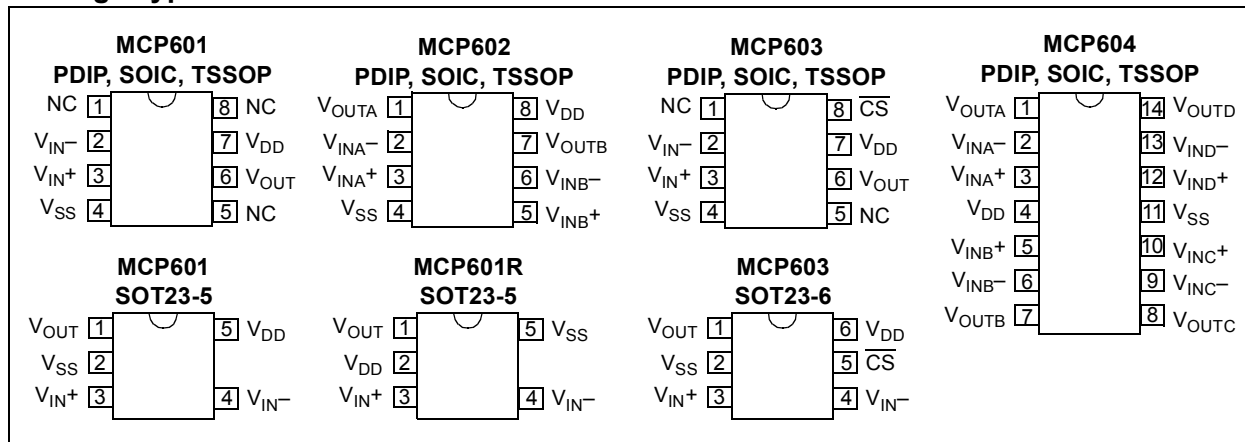 MCP601
PDIP, SOIC, TSSOP
NC 1 8 NC
VIN– 2 7 VDD
VIN+ 3 6 VOUT
VSS 4 5 NC
MCP602
PDIP, SOIC, TSSOP
VOUTA 1 8 VDD
VINA– 2 7 VOUTB
VINA+ 3 6 VINB–
VSS 4 5 VINB+
MCP603
PDIP, SOIC, TSSOP
NC 1 8 C̅S̅
VIN– 2 7 VDD
VIN+ 3 6 VOUT
VSS 4 5 NC
MCP604
PDIP, SOIC, TSSOP
VOUTA 1 14 VOUTD
VINA– 2 13 VIND–
VINA+ 3 12 VIND+
VDD 4 11 VSS
VINB+ 5 10 VINC+
VINB– 6 9 VINC–
VOUTB 7 8 VOUTC
MCP601
SOT23-5
VOUT 1 5 VDD
VSS 2
VIN+ 3 4 VIN–
MCP601R
SOT23-5
VOUT 1 5 VSS
VDD 2
VIN+ 3 4 VIN–
MCP603
SOT23-6
VOUT 1 6 VDD
VSS 2 5 C̅S̅
VIN+ 3 4 VIN–